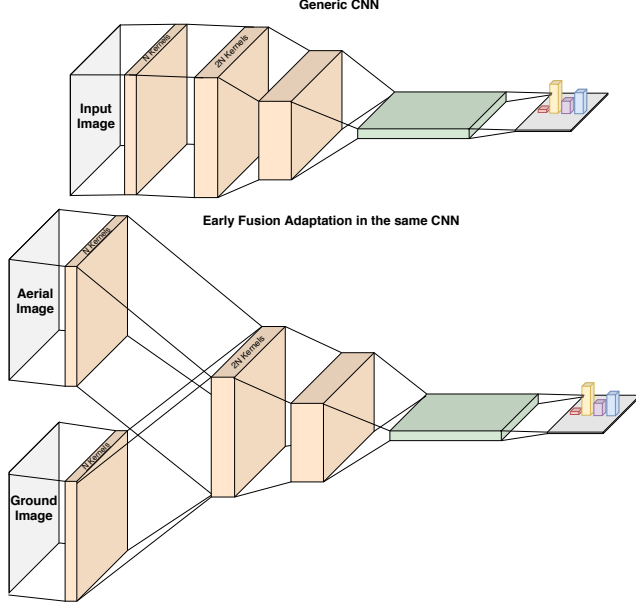 Generic CNN
N Kernels
2N Kernels
Input
Image
Early Fusion Adaptation in the same CNN
N Kernels
Aerial
Image
2N Kernels
N Kernels
Ground
Image